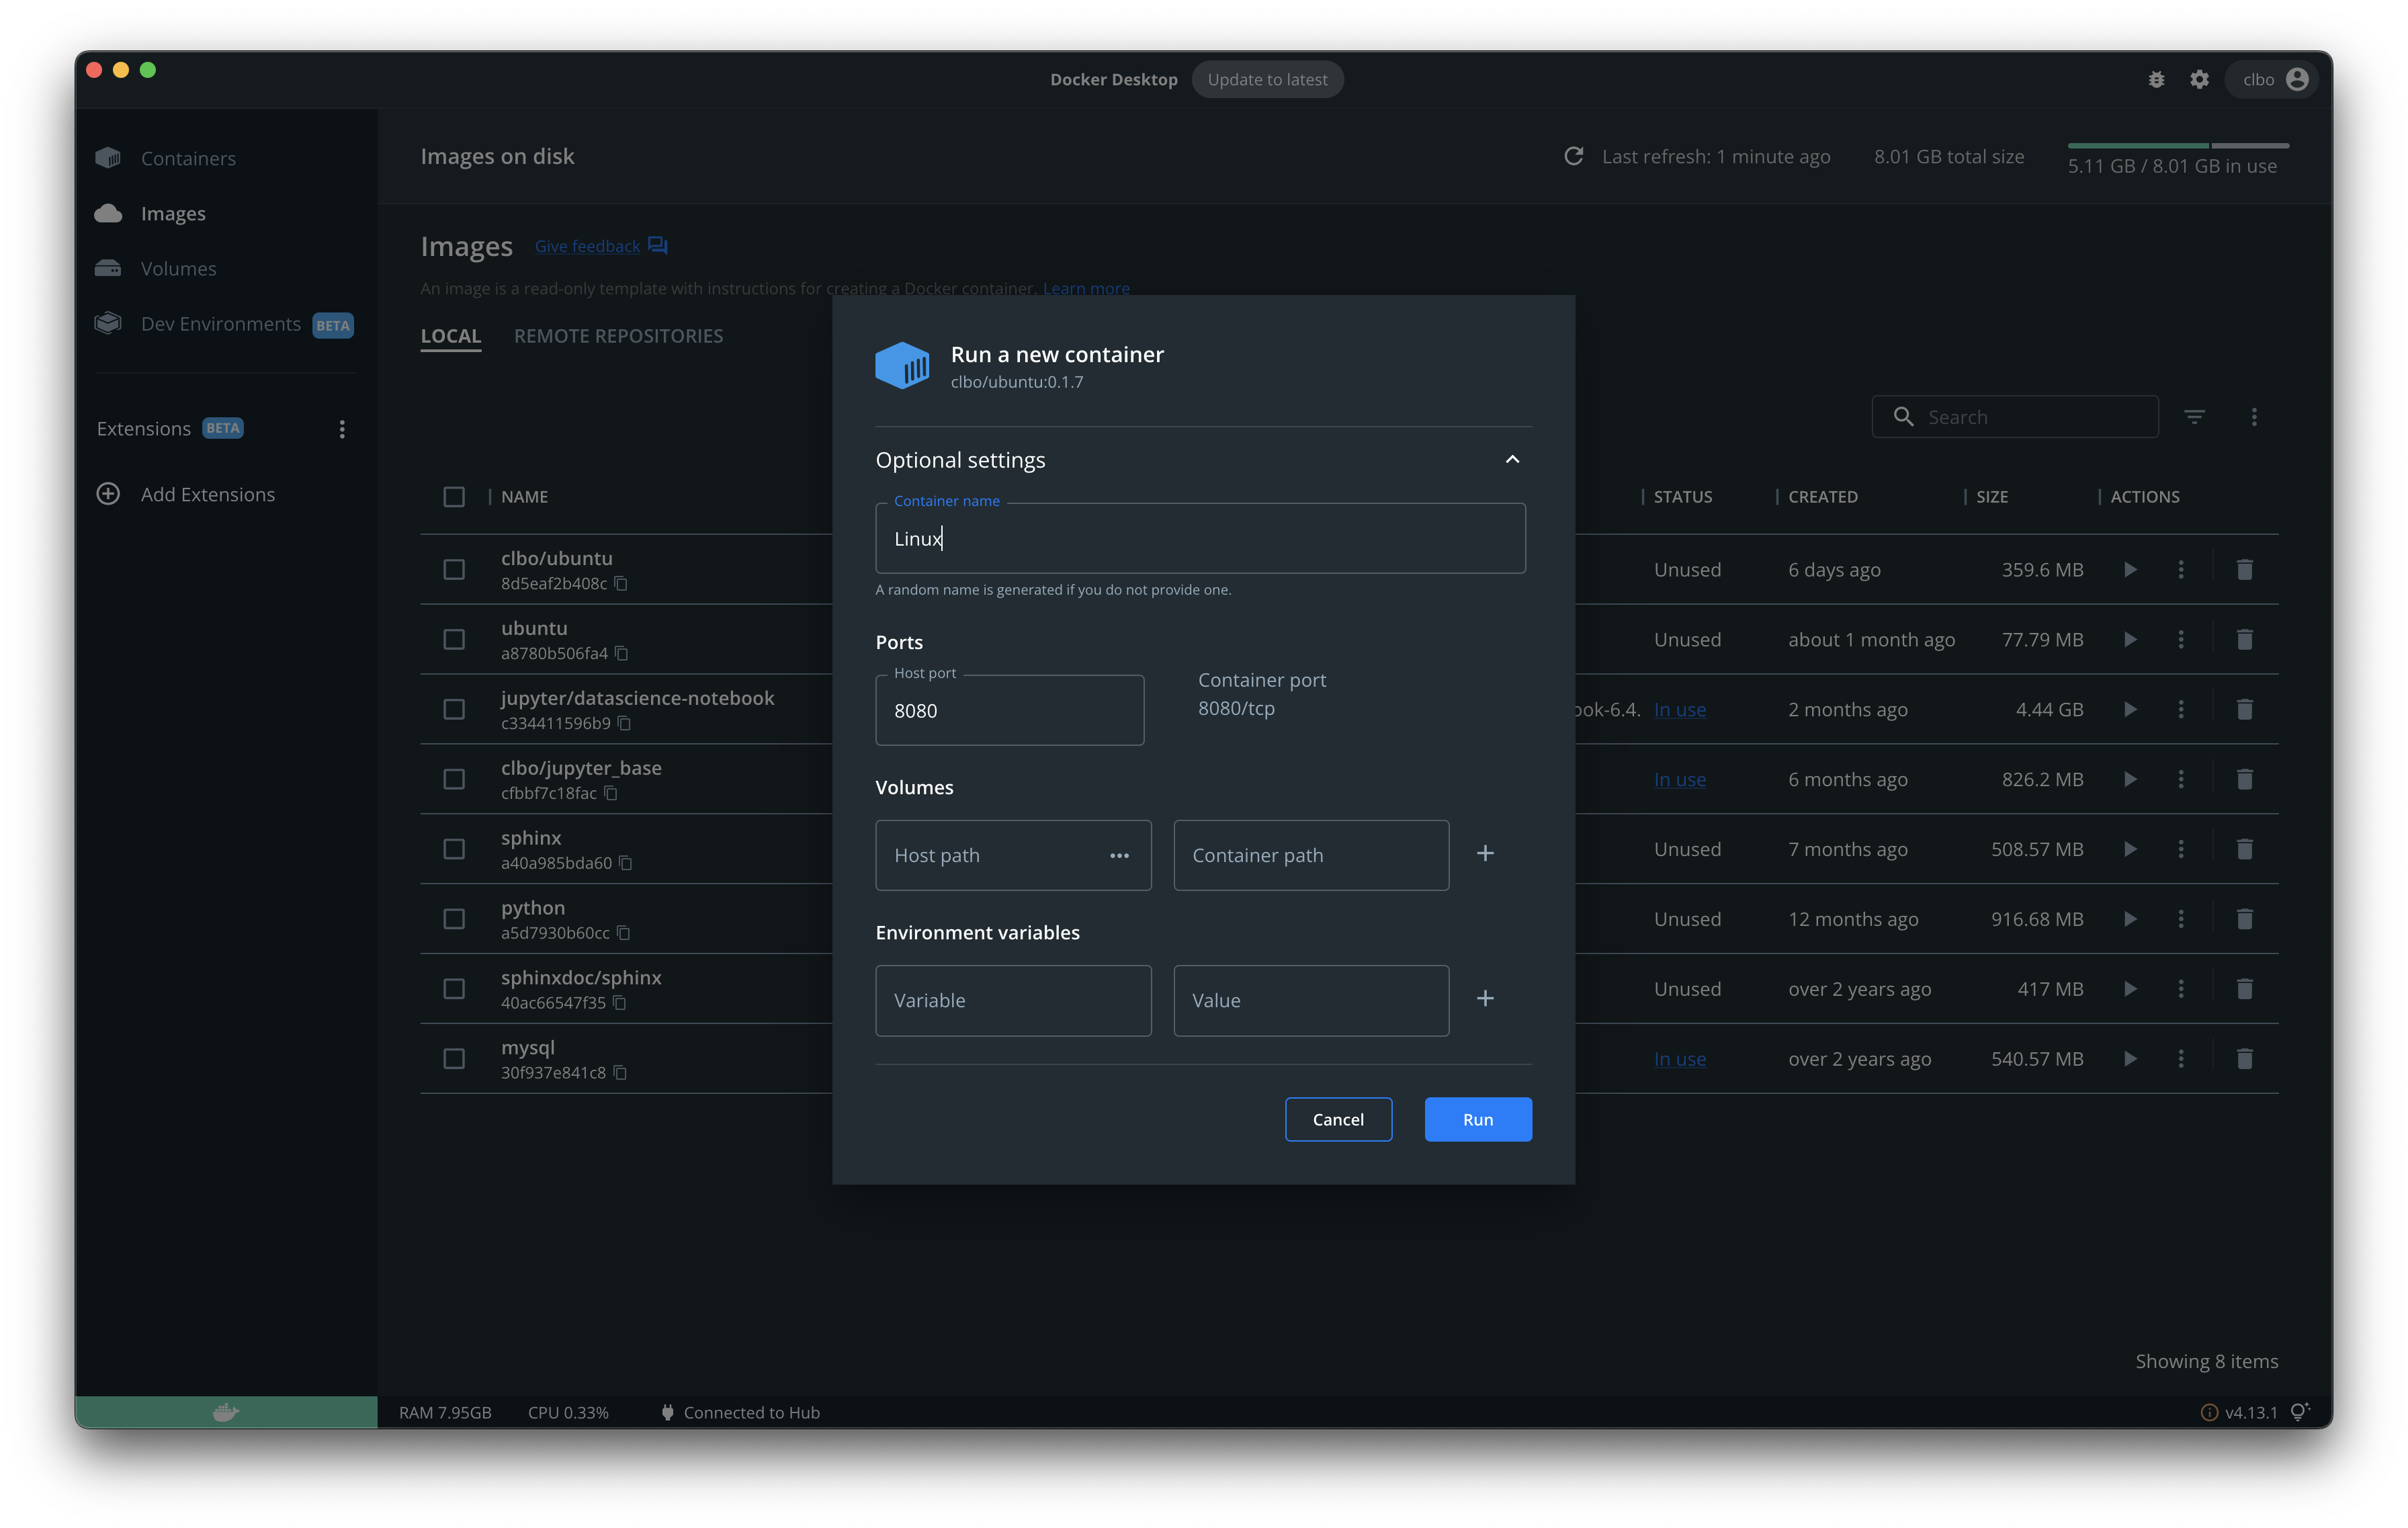 Docker Desktop Update to latest
clbo
Containers
Images
Volumes
Dev Environments BETA
Extensions BETA
Add Extensions
Images on disk
Last refresh: 1 minute ago 8.01 GB total size 5.11 GB / 8.01 GB in use
Images Give feedback
An image is a read-only template with instructions for creating a Docker container. Learn more
LOCAL REMOTE REPOSITORIES
Search
NAME STATUS CREATED SIZE ACTIONS
clbo/ubuntu
8d5eaf2b408c
Unused 6 days ago 359.6 MB
ubuntu
a8780b506fa4
Unused about 1 month ago 77.79 MB
jupyter/datascience-notebook
c334411596b9
ook-6.4. In use 2 months ago 4.44 GB
clbo/jupyter_base
cfbbf7c18fac
In use 6 months ago 826.2 MB
sphinx
a40a985bda60
Unused 7 months ago 508.57 MB
python
a5d7930b60cc
Unused 12 months ago 916.68 MB
sphinxdoc/sphinx
40ac66547f35
Unused over 2 years ago 417 MB
mysql
30f937e841c8
In use over 2 years ago 540.57 MB
Run a new container
clbo/ubuntu:0.1.7
Optional settings
Container name
Linux
A random name is generated if you do not provide one.
Ports
Host port
8080
Container port
8080/tcp
Volumes
Host path Container path
Environment variables
Variable Value
Cancel Run
Showing 8 items
RAM 7.95GB CPU 0.33% Connected to Hub v4.13.1